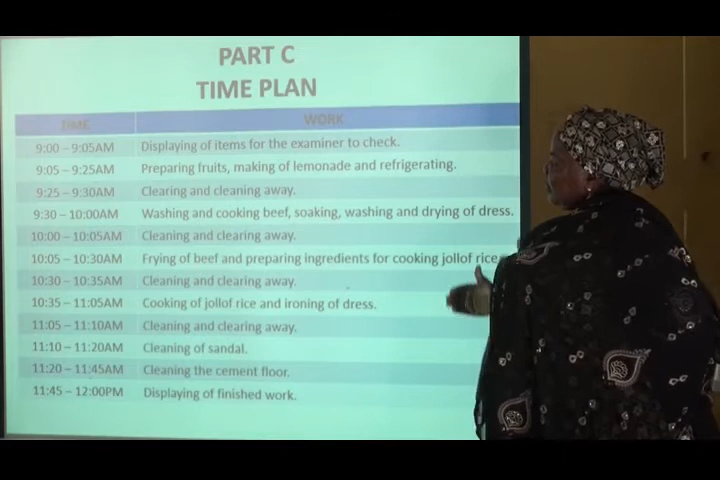 PART C
TIME PLAN
TIME WORK
9:00 – 9:05AM Displaying of items for the examiner to check.
9:05 – 9:25AM Preparing fruits, making of lemonade and refrigerating.
9:25 – 9:30AM Clearing and cleaning away.
9:30 – 10:00AM Washing and cooking beef, soaking, washing and drying of dress.
10:00 – 10:05AM Cleaning and clearing away.
10:05 – 10:30AM Frying of beef and preparing ingredients for cooking jollof rice
10:30 – 10:35AM Cleaning and clearing away.
10:35 – 11:05AM Cooking of jollof rice and ironing of dress.
11:05 – 11:10AM Cleaning and clearing away.
11:10 – 11:20AM Cleaning of sandal.
11:20 – 11:45AM Cleaning the cement floor.
11:45 – 12:00PM Displaying of finished work.